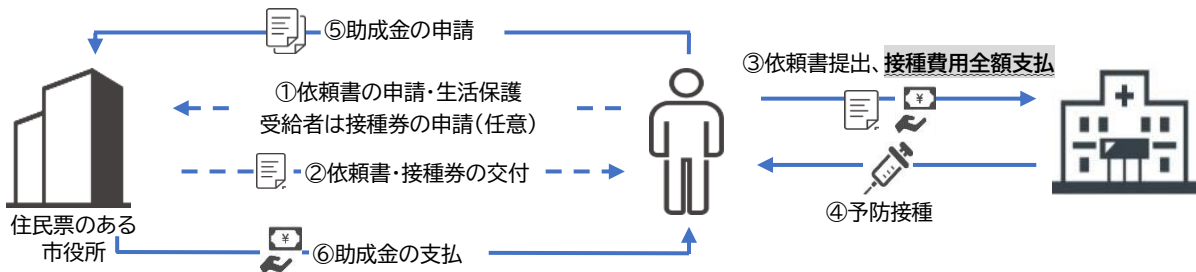 ⑤助成金の申請
①依頼書の申請・生活保護
受給者は接種券の申請(任意)
②依頼書・接種券の交付
住民票のある
市役所
⑥助成金の支払
③依頼書提出、接種費用全額支払
④予防接種
¥
¥